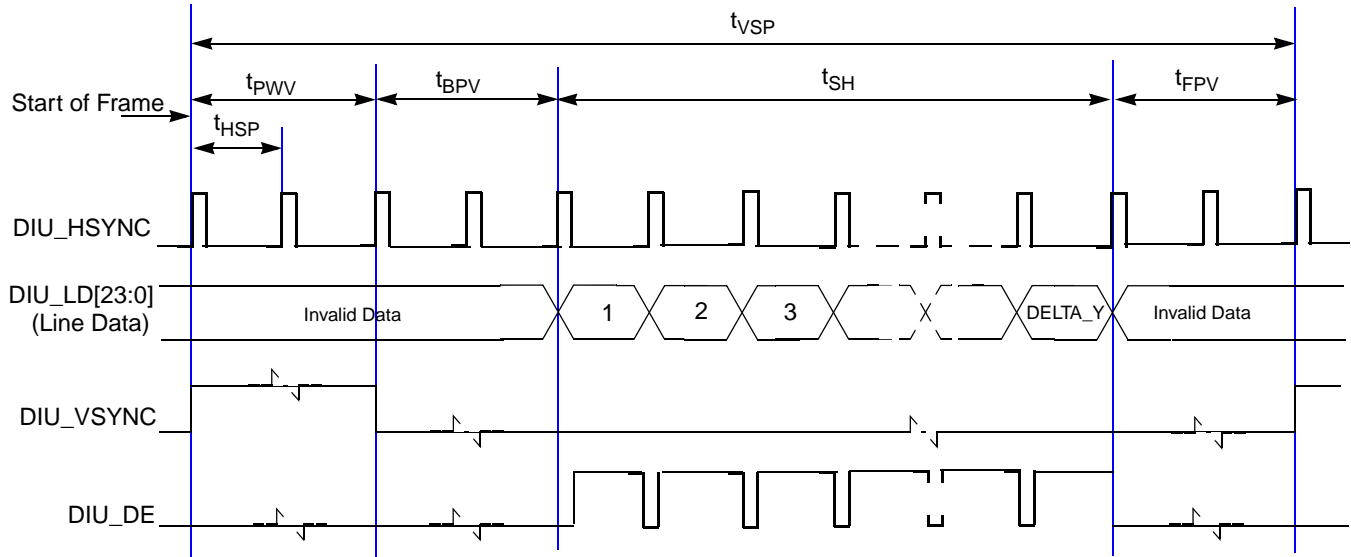 tVSP
tPWV
tBPV
tSH
tFPV
Start of Frame
tHSP
DIU_HSYNC
DIU_LD[23:0]
(Line Data)
Invalid Data
1
2
3
DELTA_Y
Invalid Data
DIU_VSYNC
DIU_DE